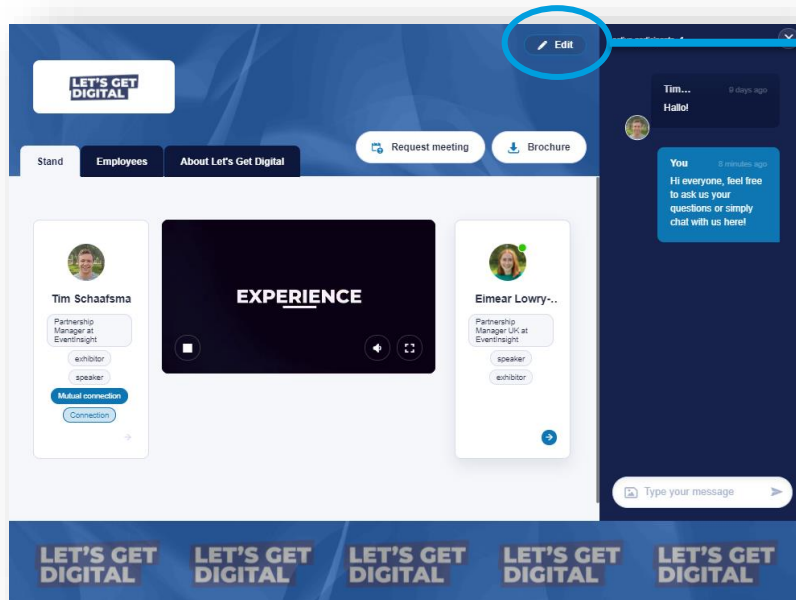 Edit
LET'S GET
DIGITAL
Request meeting
Brochure
Stand
Employees
About Let's Get Digital
Tim Schaafsma
Partnership
Manager at
Eventinsight
exhibitor
speaker
Mutual connection
Connection
EXPERIENCE
Eimear Lowry-..
Partnership
Manager UK at
Eventinsight
speaker
exhibitor
Tim...
9 days ago
Hallo!
You
8 minutes ago
Hi everyone, feel free
to ask us your
questions or simply
chat with us here!
Type your message
LET'S GET
DIGITAL
LET'S GET
DIGITAL
LET'S GET
DIGITAL
LET'S GET
DIGITAL
LET'S GET
DIGITAL